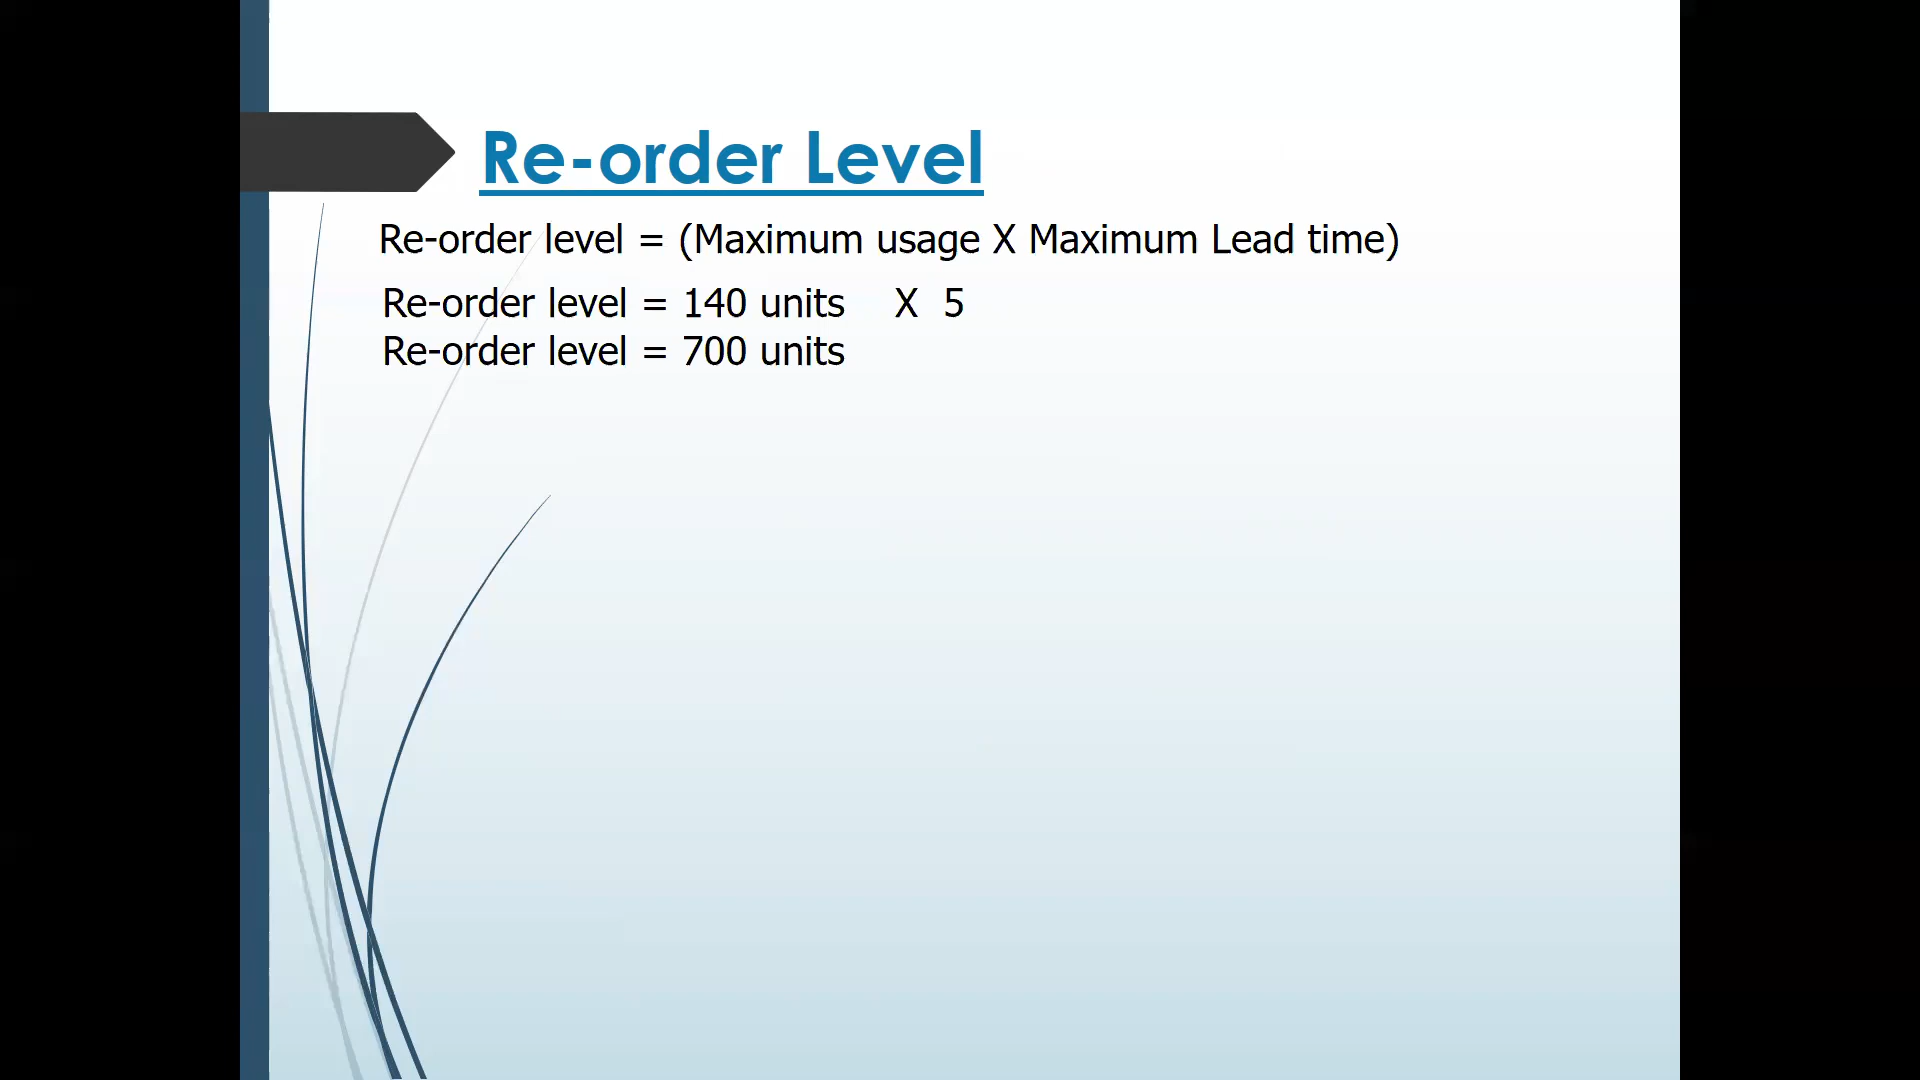 Re-order Level
Re-order level = (Maximum usage X Maximum Lead time)
Re-order level = 140 units X 5
Re-order level = 700 units